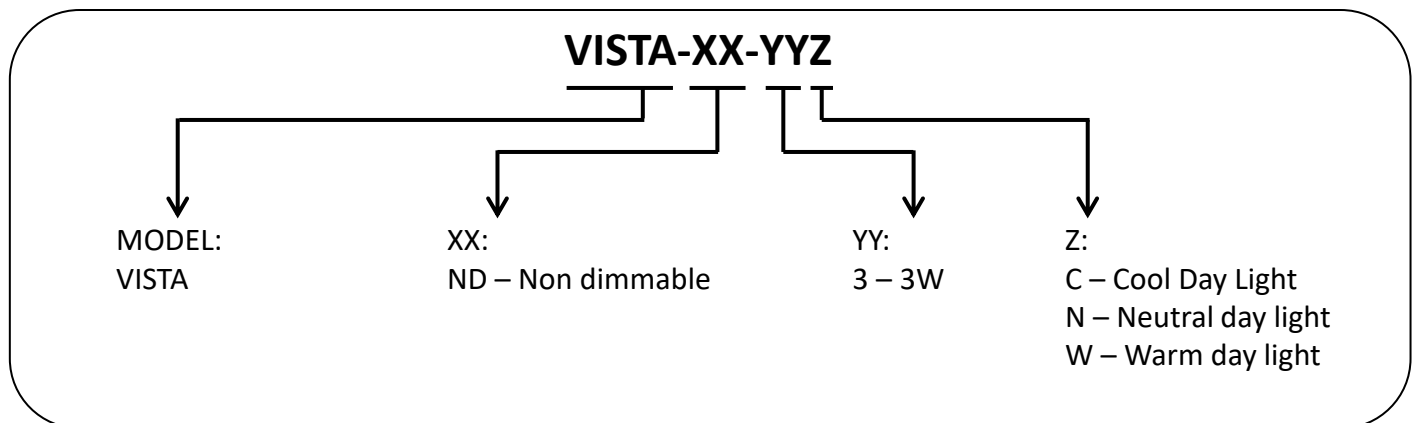 VISTA-XX-YYZ
MODEL:
VISTA
XX:
ND – Non dimmable
YY:
3 – 3W
Z:
C – Cool Day Light
N – Neutral day light
W – Warm day light